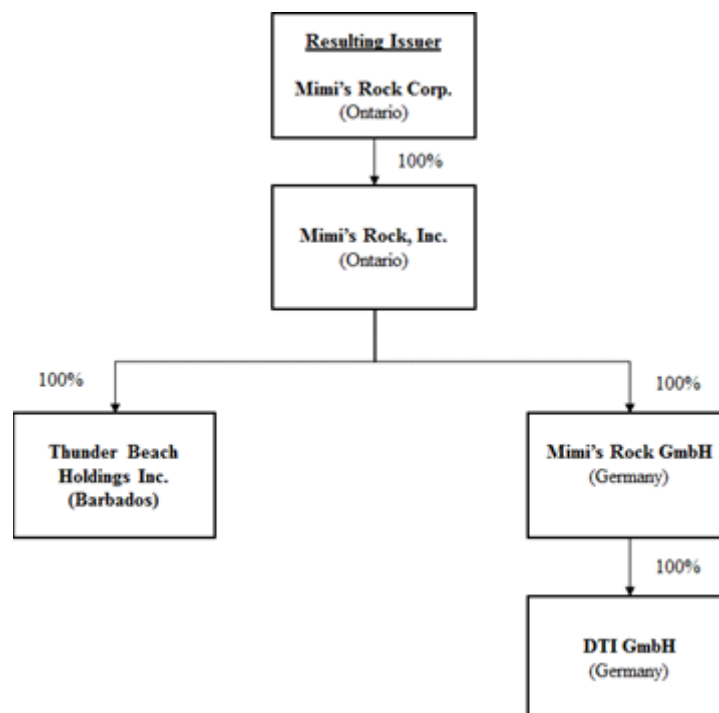 Resulting Issuer
Mimi's Rock Corp.
(Ontario)
100%
Mimi's Rock, Inc.
(Ontario)
100%
100%
Thunder Beach
Holdings Inc.
(Barbados)
Mimi's Rock GmbH
(Germany)
100%
DTI GmbH
(Germany)